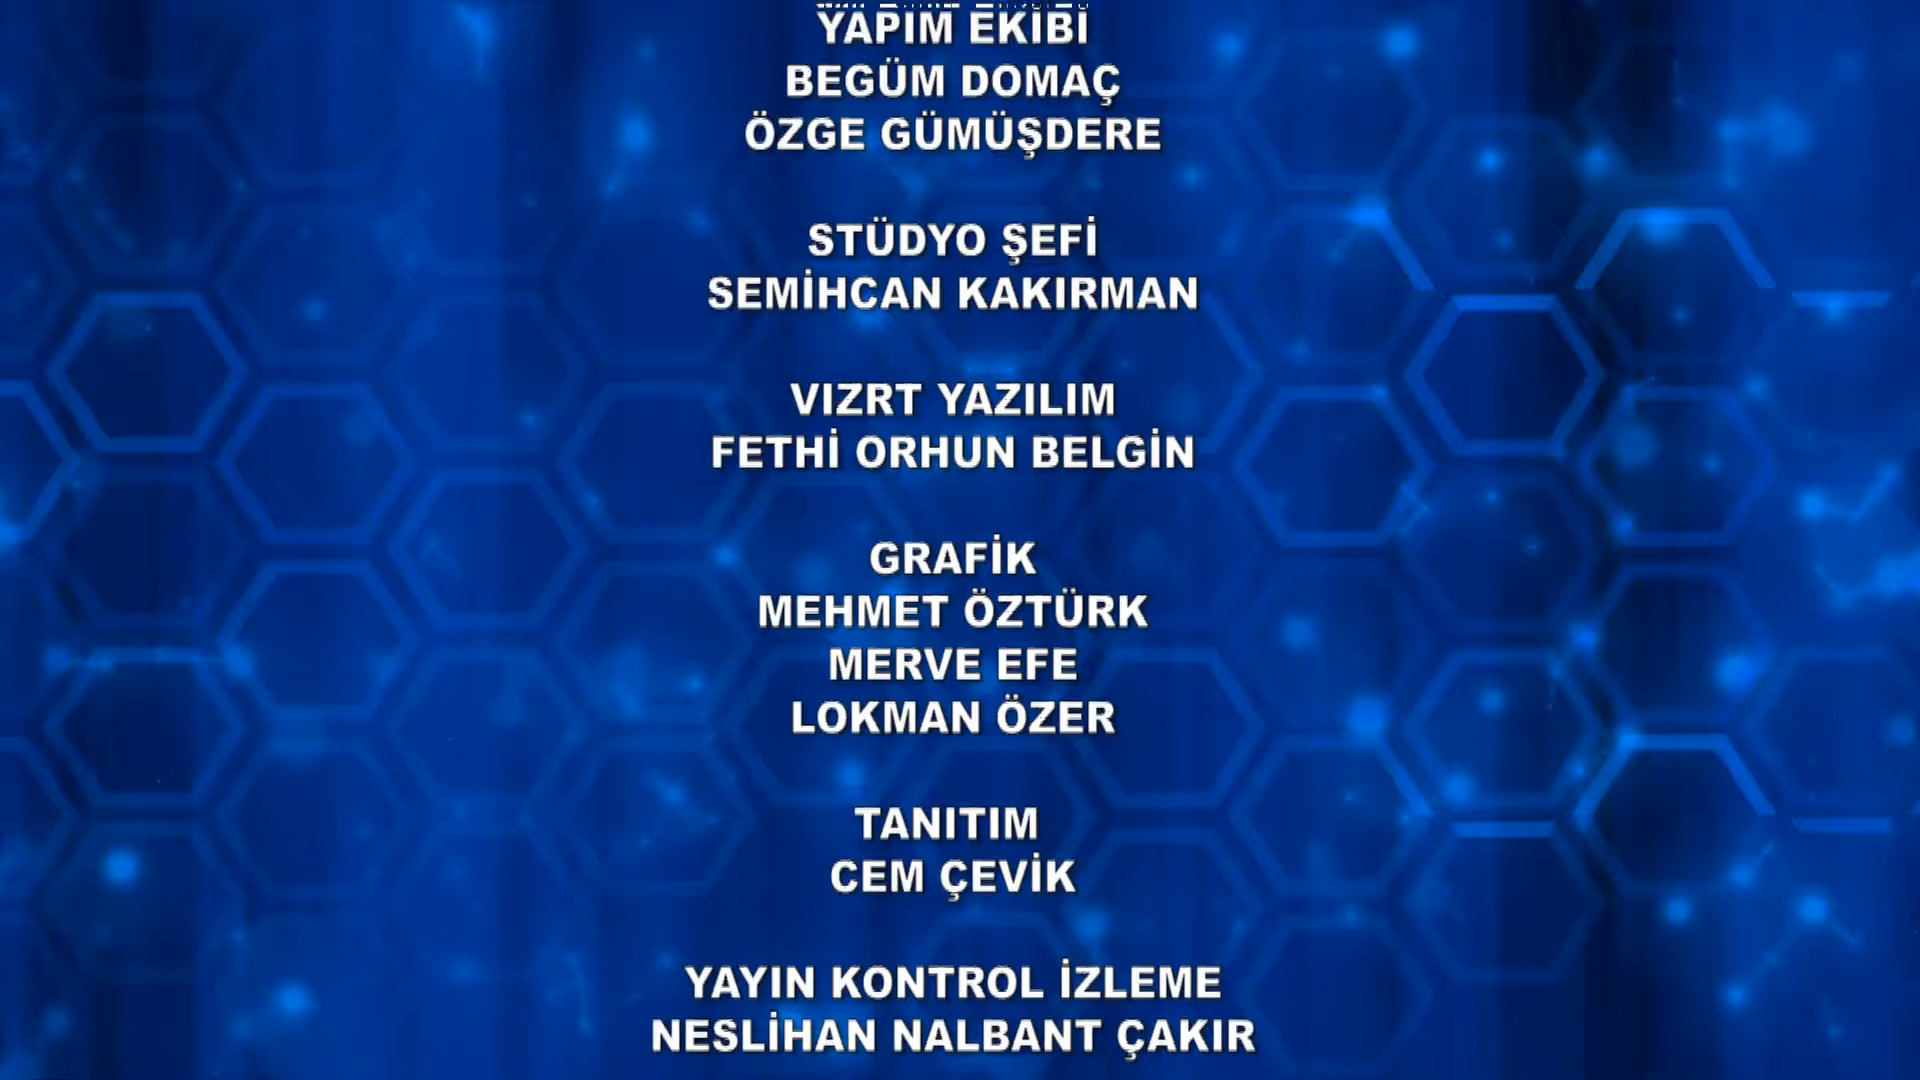 YAPIM EKİBİ
BEGÜM DOMAÇ
ÖZGE GÜMÜŞDERE
STÜDYO ŞEFİ
SEMİHCAN KAKIRMAN
VIZRT YAZILIM
FETHİ ORHUN BELGİN
GRAFİK
MEHMET ÖZTÜRK
MERVE EFE
LOKMAN ÖZER
TANITIM
CEM ÇEVİK
YAYIN KONTROL İZLEME
NESLİHAN NALBANT ÇAKIR